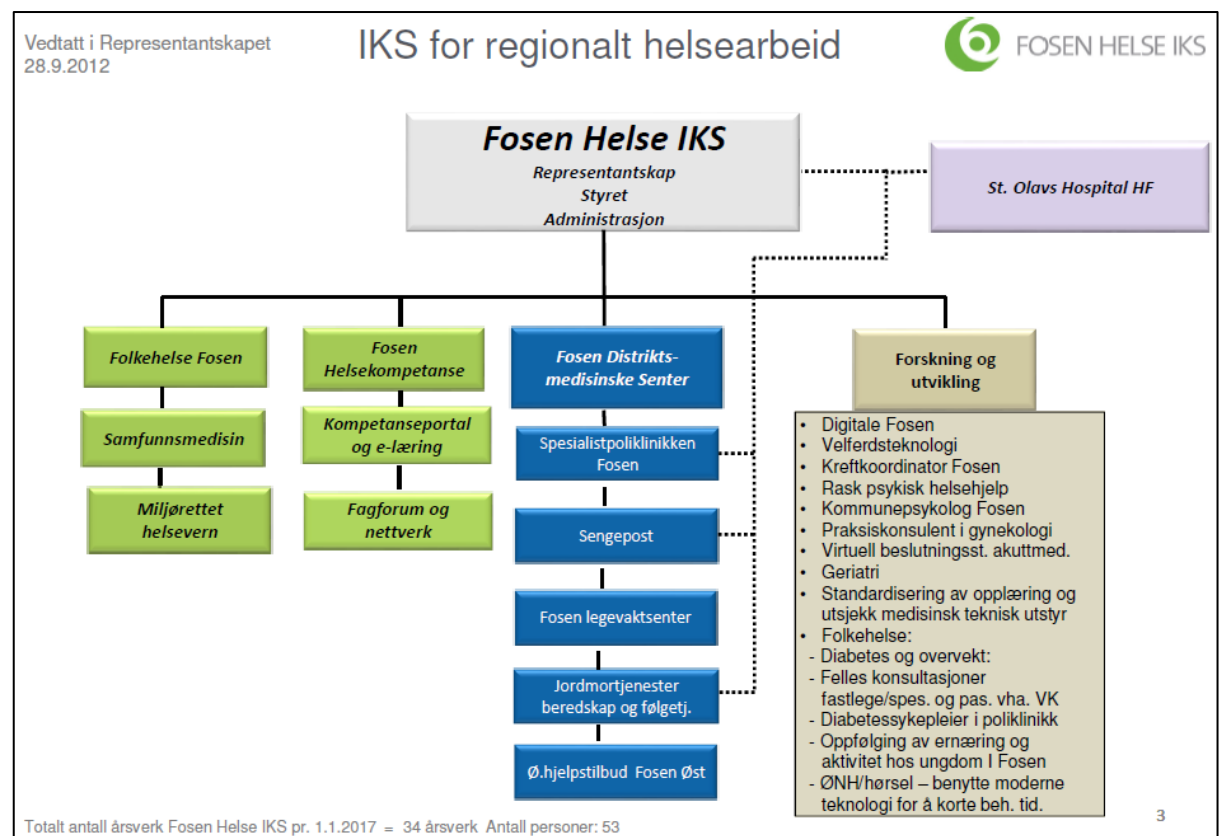 Vedtatt i Representantskapet
28.9.2012
IKS for regionalt helsearbeid
FOSEN HELSE IKS
Fosen Helse IKS
Representantskap
Styret
Administrasjon
St. Olavs Hospital HF
Folkehelse Fosen
Samfunnsmedisin
Miljørettet
helsevern
Fosen
Helsekompetanse
Kompetanseportal
og e-læring
Fagforum og
nettverk
Fosen Distrikts-
medisinske Senter
Spesialistpoliklinikken
Fosen
Sengepost
Fosen legevaktsenter
Jordmortjenester
beredskap og følgetj.
Ø.hjelpstilbud Fosen Øst
Forskning og
utvikling
• Digitale Fosen
• Velferdsteknologi
• Kreftkoordinator Fosen
• Rask psykisk helsehjelp
• Kommunepsykolog Fosen
• Praksiskonsulent i gynekologi
• Virtuell beslutningsst. akuttmed.
• Geriatri
• Standardisering av opplæring og
utsjekk medisinsk teknisk utstyr
• Folkehelse:
- Diabetes og overvekt:
- Felles konsultasjoner
fastlege/spes. og pas. vha. VK
- Diabetessykepleier i poliklinikk
- Oppfølging av ernæring og
aktivitet hos ungdom I Fosen
- ØNH/hørsel – benytte moderne
teknologi for å korte beh. tid.
Totalt antall årsverk Fosen Helse IKS pr. 1.1.2017 = 34 årsverk Antall personer: 53
3